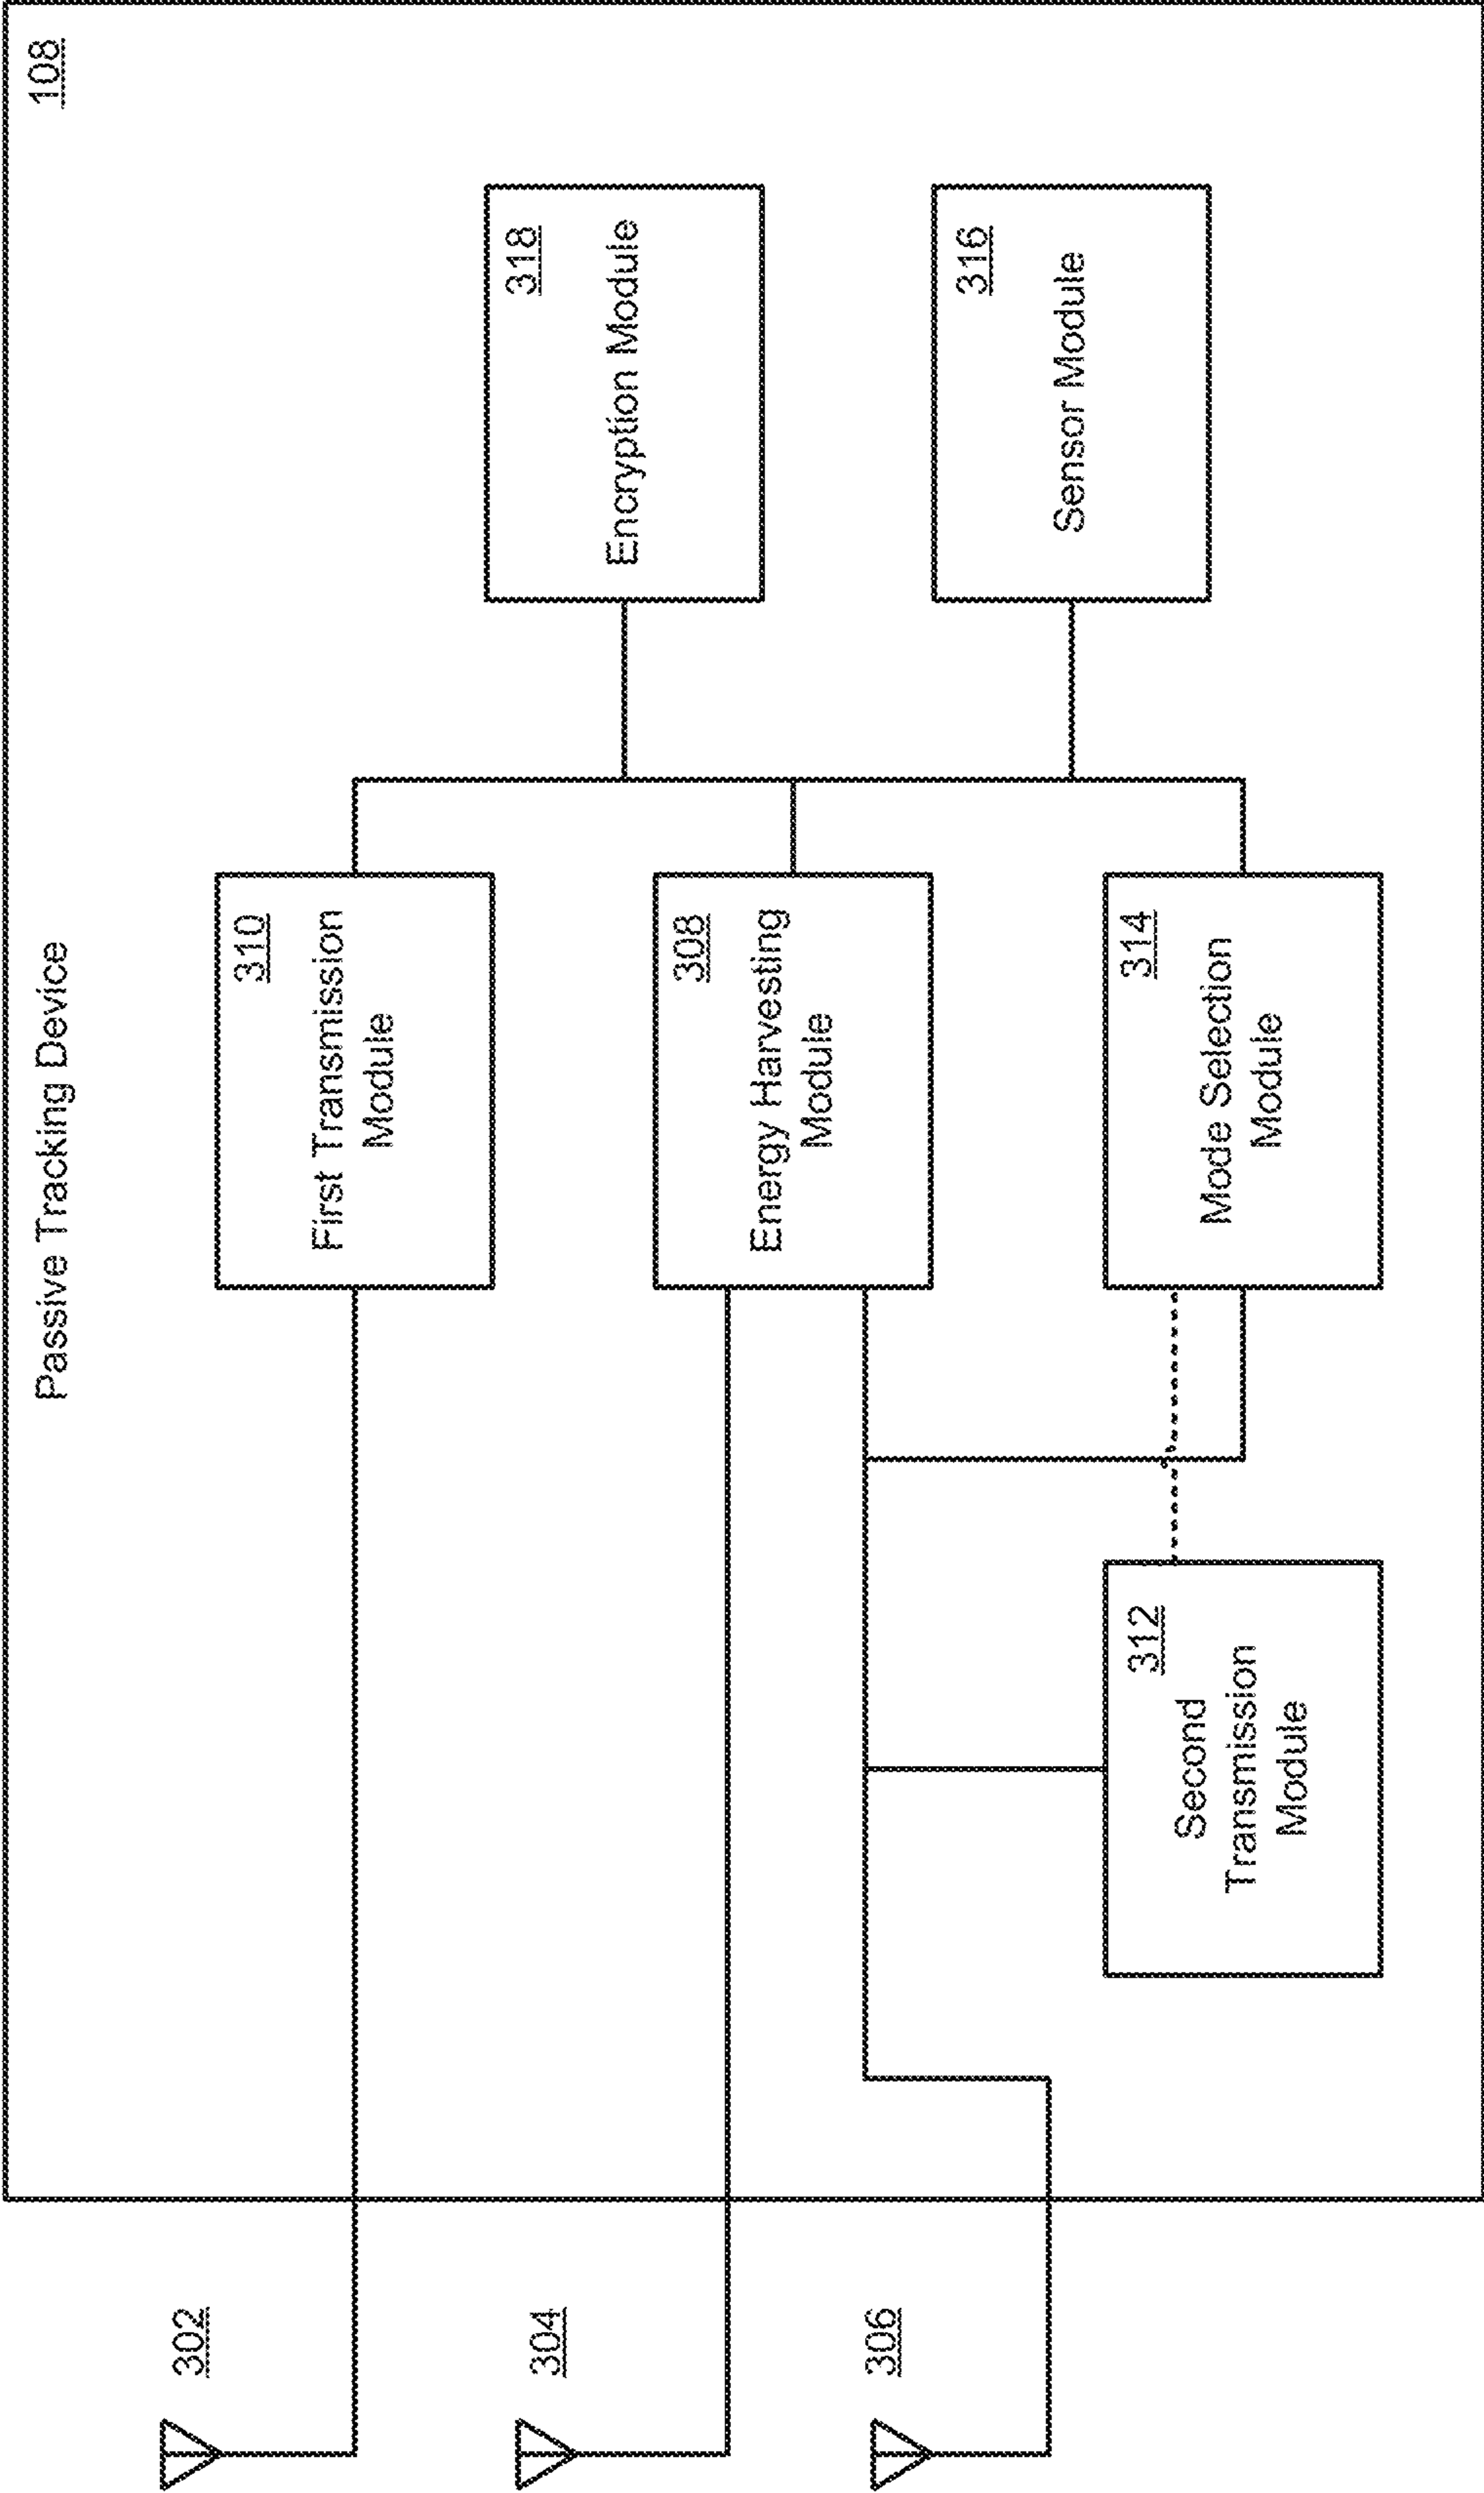 Passive Tracking Device
108
302
310
First Transmission
Module
318
Encryption Module
304
308
Energy Harvesting
Module
306
312
Second
Transmission
Module
314
Mode Selection
Module
316
Sensor Module